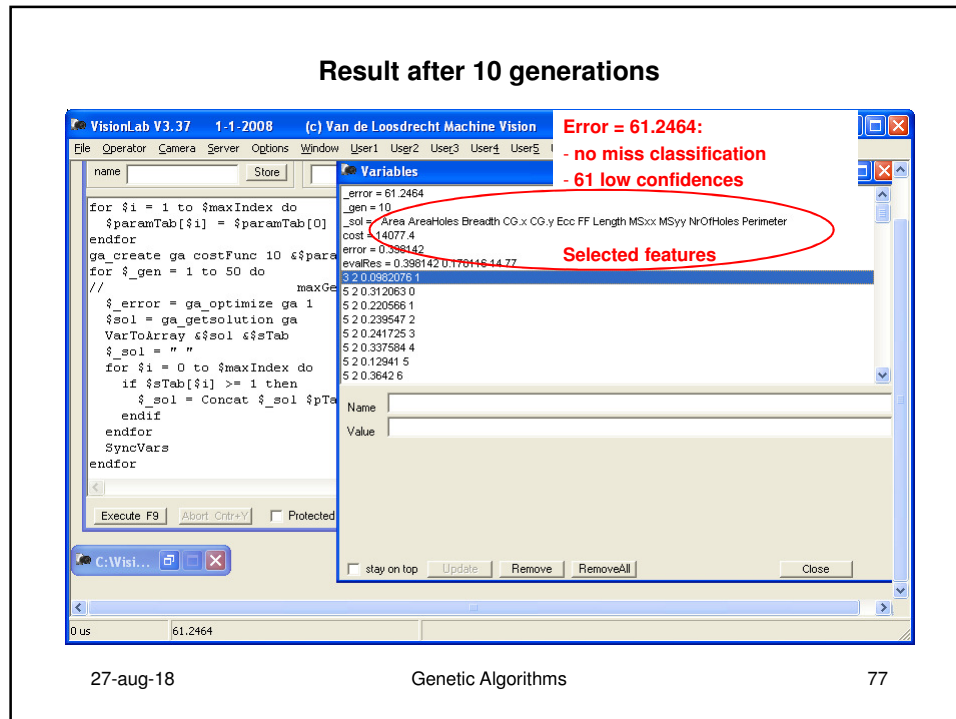 Result after 10 generations
VisionLab V3.37 1-1-2008 (c) Van de Loosdrecht Machine Vision
File Operator Camera Server Options Window User1 User2 User3 User4 User5
Error = 61.2464:
- no miss classification
- 61 low confidences
name Store
for $i = 1 to $maxIndex do
$paramTab[$i] = $paramTab[0]
endfor
ga_create ga costFunc 10 &$para
for $_gen = 1 to 50 do
// maxGe
$_error = ga_optimize ga 1
$sol = ga_getsolution ga
VarToArray &$sol &$sTab
$_sol = " "
for $i = 0 to $maxIndex do
if $sTab[$i] >= 1 then
$_sol = Concat $_sol $pTa
endif
endfor
SyncVars
endfor
Execute F9 Abort Cntr+Y Protected
Variables
_error = 61.2464
_gen = 10
_sol = Area AreaHoles Breadth CG.x CG.y Ecc FF Length MSxx MSyy NrOfHoles Perimeter
cost = 14077.4
error = 0.398142
evalRes = 0.398142 0.178116 14.77
Selected features
3 2 0.0982076 1
5 2 0.312063 0
5 2 0.220566 1
5 2 0.239547 2
5 2 0.241725 3
5 2 0.337584 4
5 2 0.12941 5
5 2 0.3642 6
Name
Value
stay on top Update Remove RemoveAll Close
C:\Visi...
0 us 61.2464
27-aug-18 Genetic Algorithms 77